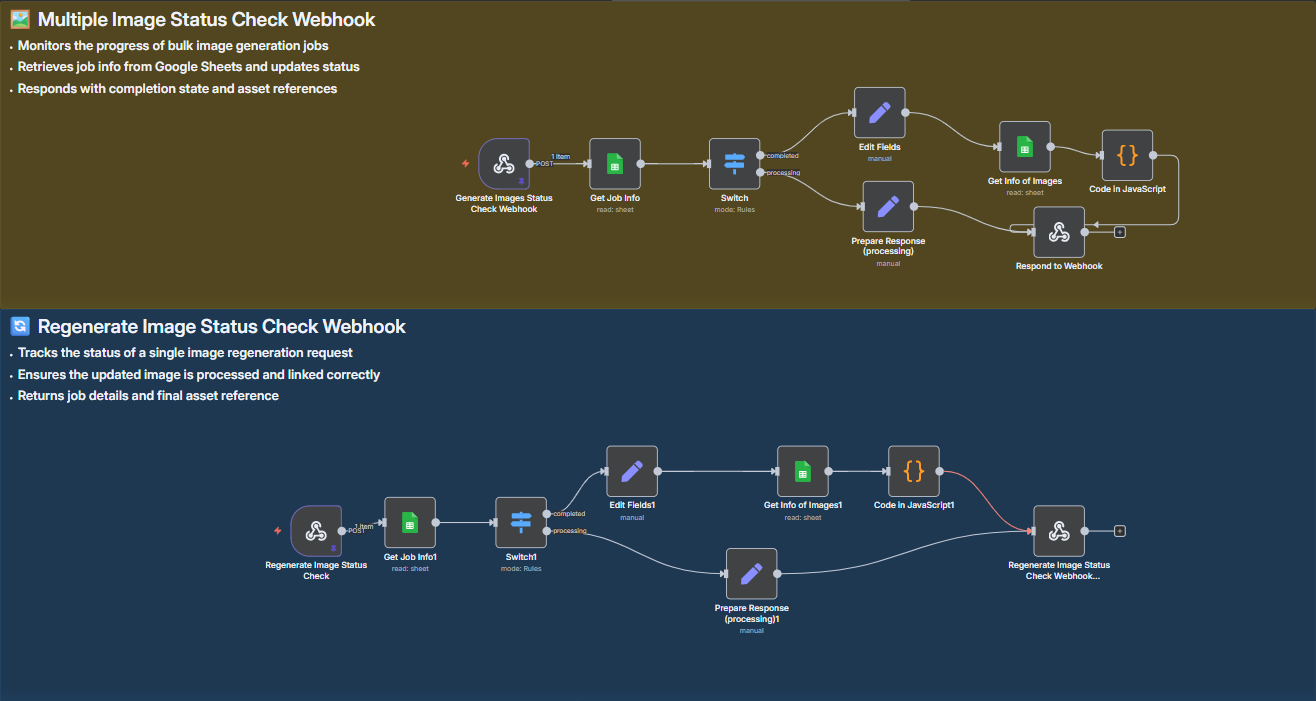 Multiple Image Status Check Webhook
• Monitors the progress of bulk image generation jobs
• Retrieves job info from Google Sheets and updates status
• Responds with completion state and asset references
POST
1 item
Generate Images Status
Check Webhook
Get Job Info
read: sheet
completed
processing
Switch
mode: Rules
Edit Fields
manual
Prepare Response
(processing)
manual
Get Info of Images
read: sheet
{}
Code in JavaScript
Respond to Webhook
+
Regenerate Image Status Check Webhook
• Tracks the status of a single image regeneration request
• Ensures the updated image is processed and linked correctly
• Returns job details and final asset reference
POST
1 item
Regenerate Image Status
Check
Get Job Info1
read: sheet
completed
processing
Switch1
mode: Rules
Edit Fields1
manual
Prepare Response
(processing)1
manual
Get Info of Images1
read: sheet
{}
Code in JavaScript1
Regenerate Image Status
Check Webhook...
+